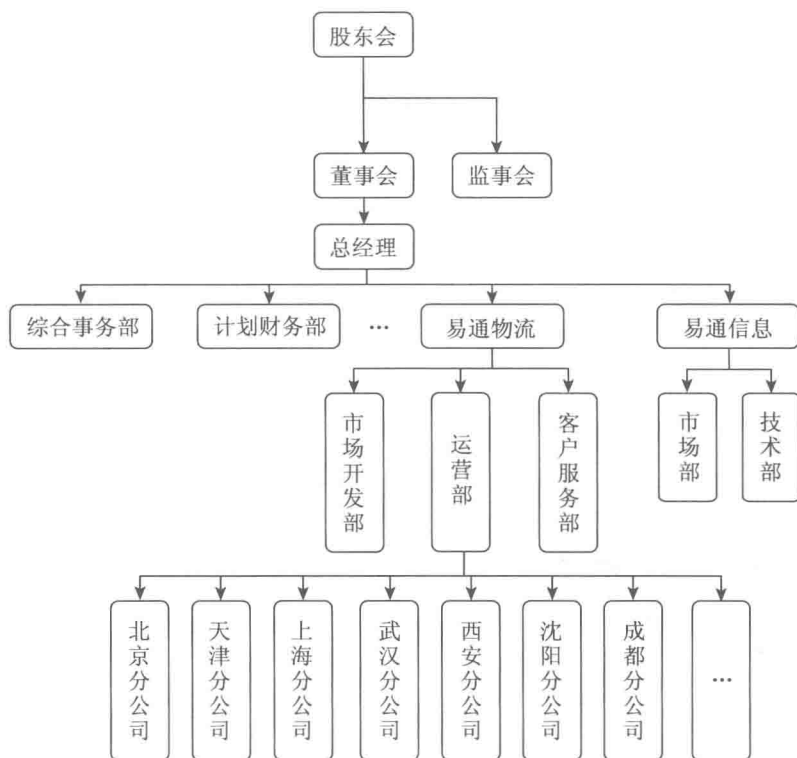 股东会
董事会
监事会
总经理
综合事务部
计划财务部
…
易通物流
易通信息
市场开发部
运营部
客户服务部
市场部
技术部
北京分公司
天津分公司
上海分公司
武汉分公司
西安分公司
沈阳分公司
成都分公司
…